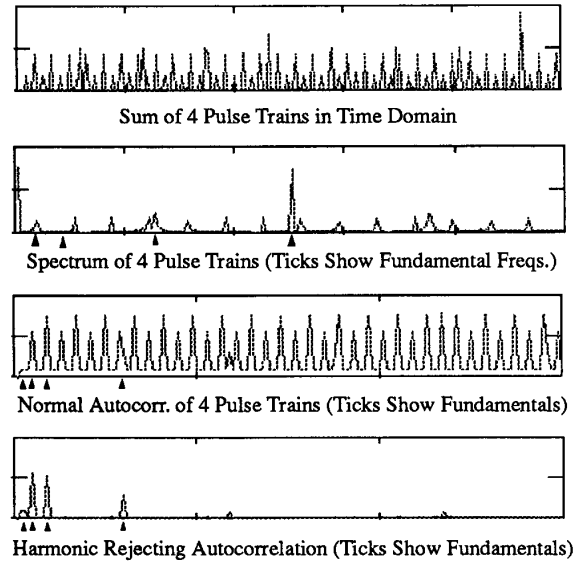 Sum of 4 Pulse Trains in Time Domain
Spectrum of 4 Pulse Trains (Ticks Show Fundamental Freqs.)
Normal Autocorr. of 4 Pulse Trains (Ticks Show Fundamentals)
Harmonic Rejecting Autocorrelation (Ticks Show Fundamentals)